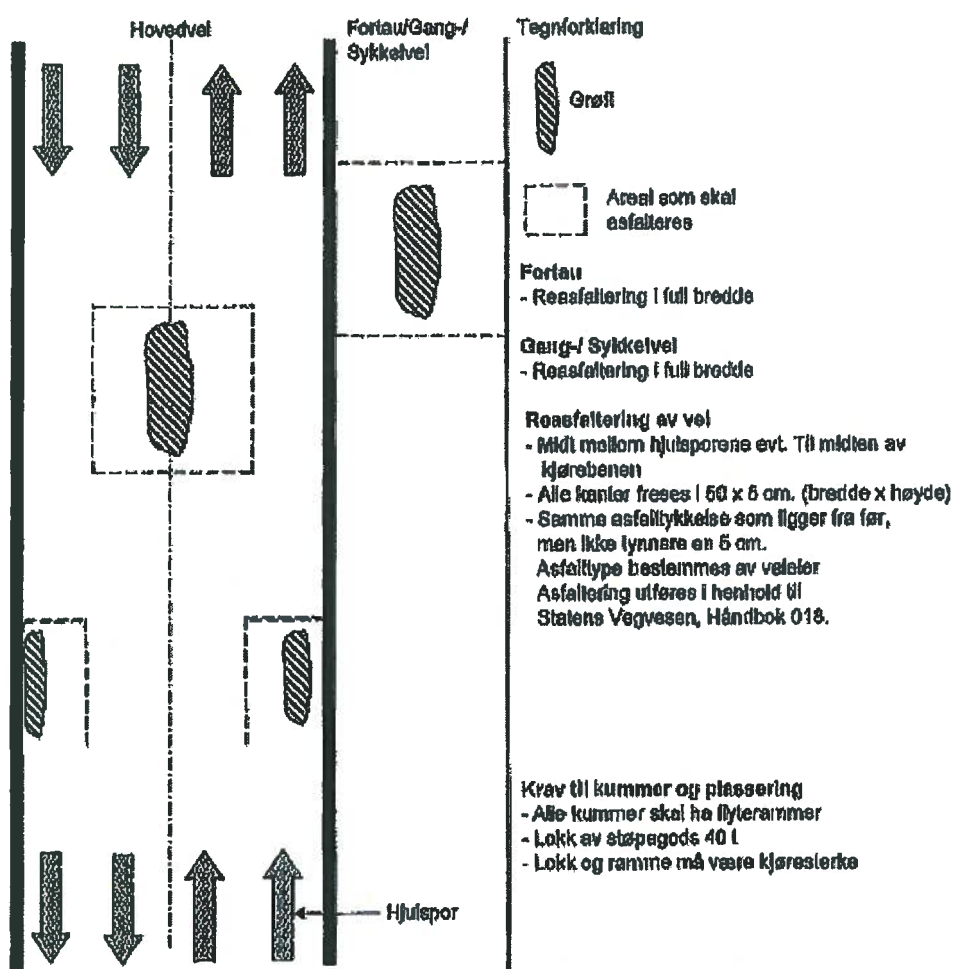 Hovedvei
Fortau/Gang-/
Sykkelvei
Tegnforklaring
Grøft
Areal som skal
asfalteres
Fortau
- Reasfaltering i full bredde
Gang-/ Sykkelvei
- Reasfaltering i full bredde
Reasfaltering av vei
- Midt mellom hjulsporene evt. Til midten av
kjørebanen
- Alle kanter freses i 50 x 5 cm. (bredde x høyde)
- Samme asfalttykkelse som ligger fra før,
men ikke tynnere en 5 cm.
Asfalttype bestemmes av veieier
Asfaltering utføres i henhold til
Statens Vegvesen, Håndbok 018.
Krav til kummer og plassering
- Alle kummer skal ha flyterammer
- Lokk av støpegods 40 t
- Lokk og ramme må være kjøresterke
Hjulspor